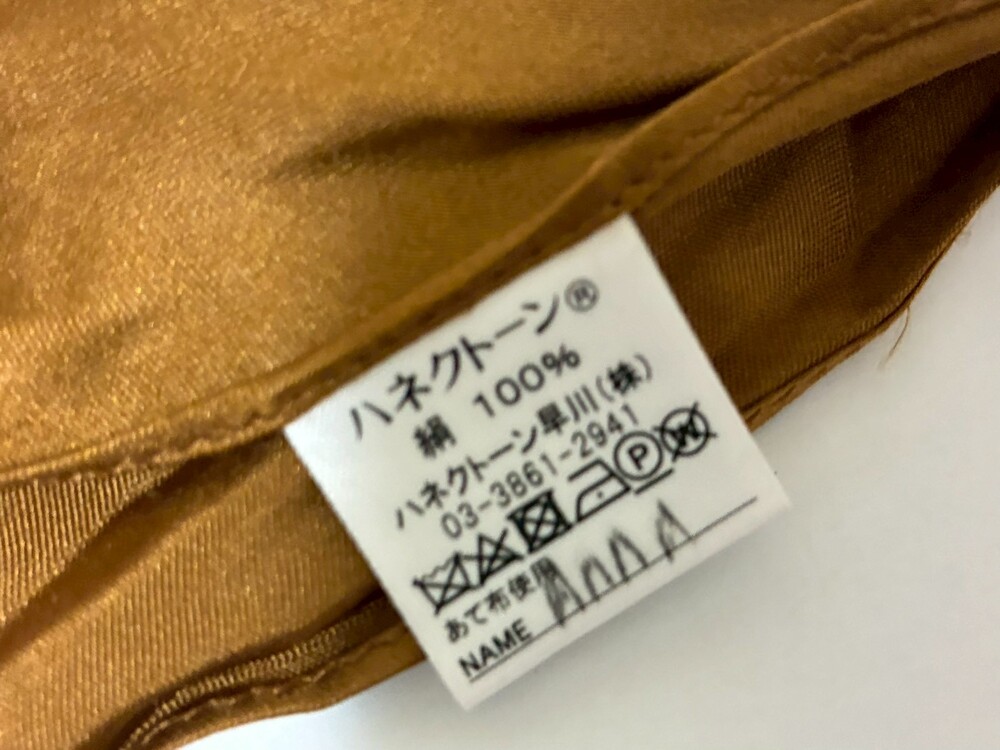 ハネクトーン®
絹 100%
ハネクトーン早川(株)
03-3861-2941
P W
あて布使用
NAME